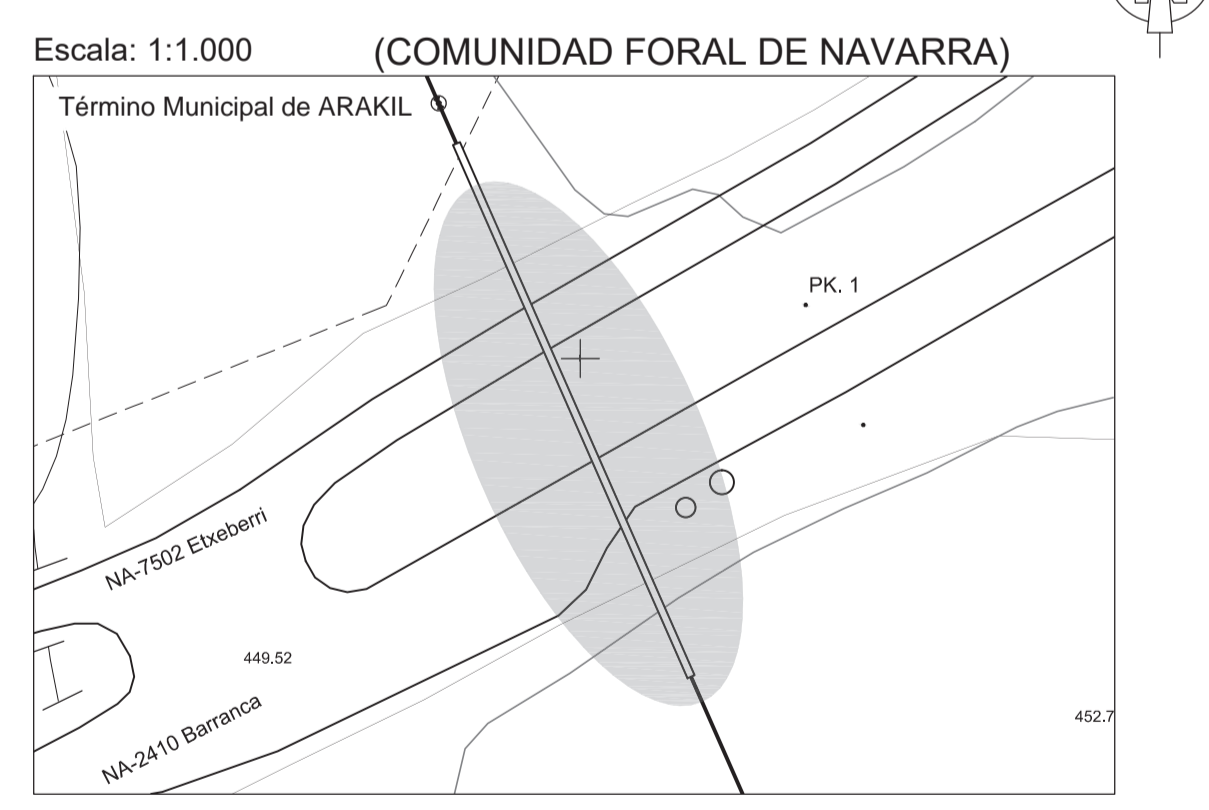 Escala: 1:1.000 (COMUNIDAD FORAL DE NAVARRA)
Término Municipal de ARAKIL
PK. 1
NA-7502 Etxeberri
449.52
NA-2410 Barranca
452.7